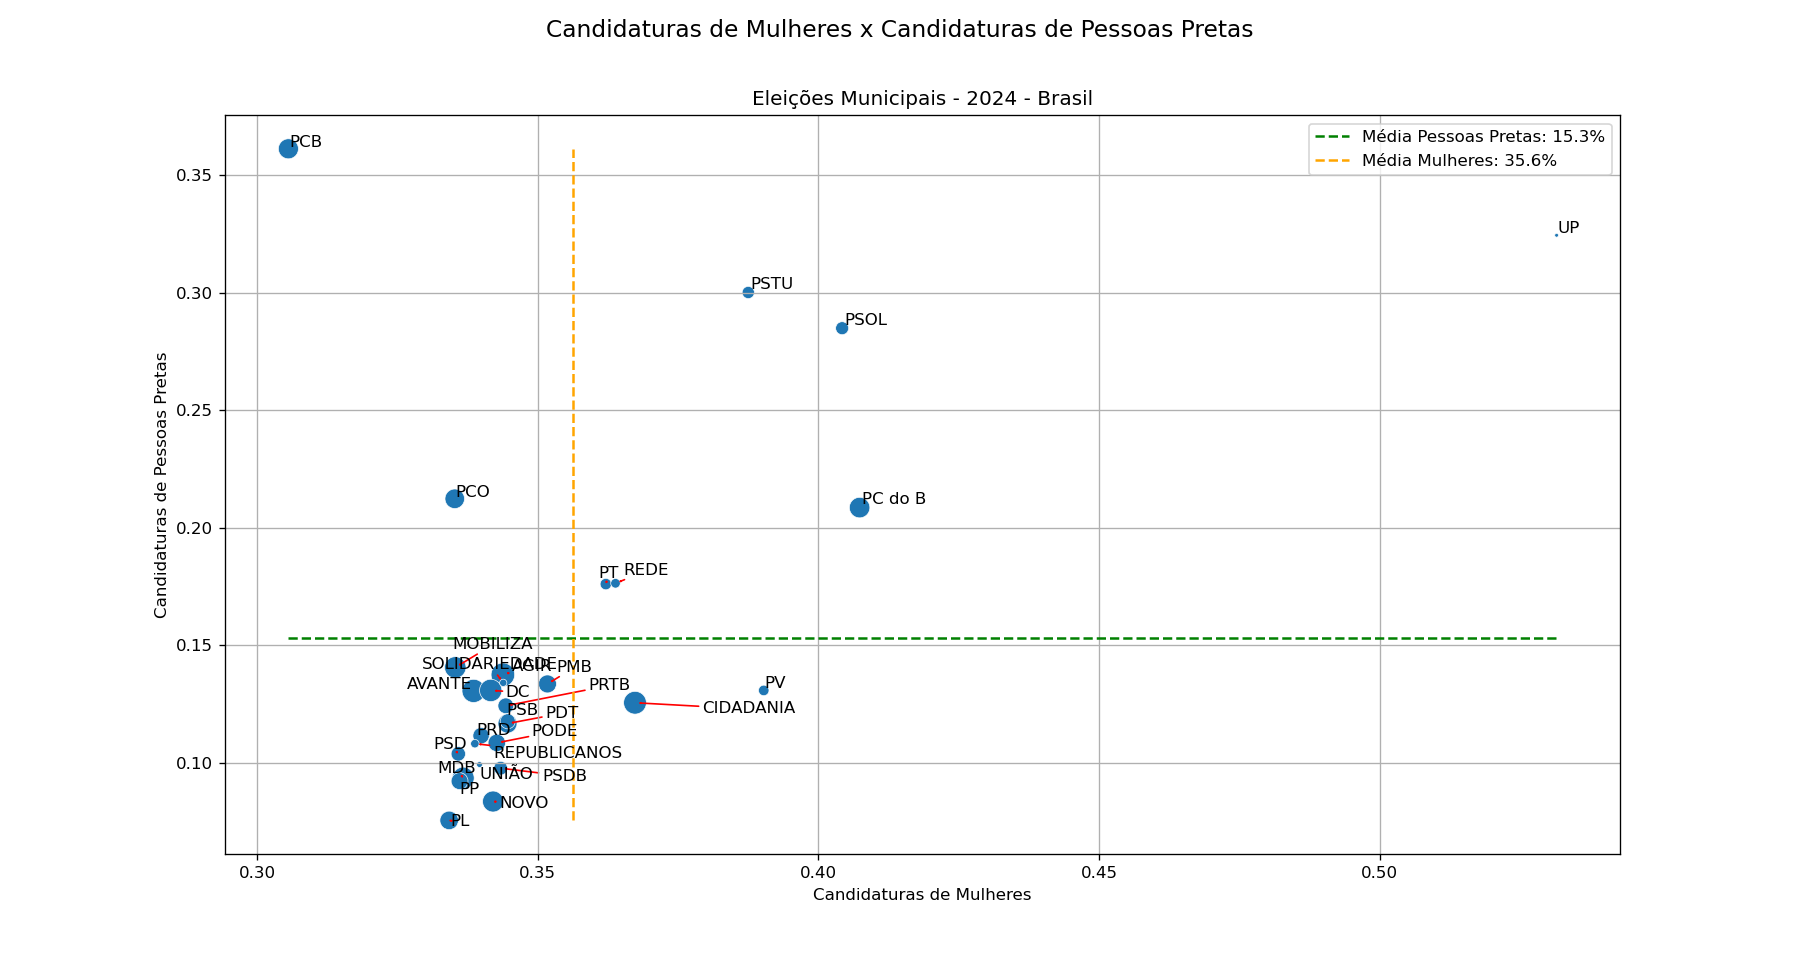 Candidaturas de Mulheres x Candidaturas de Pessoas Pretas
Eleições Municipais - 2024 - Brasil
Média Pessoas Pretas: 15.3%
Média Mulheres: 35.6%
Candidaturas de Pessoas Pretas
0.35
0.30
0.25
0.20
0.15
0.10
PCB
UP
PSTU
PSOL
PCO
PC do B
PT
REDE
MOBILIZA
SOLIDARIEDADE
AGIR
PMB
AVANTE
DC
PRTB
PV
CIDADANIA
PSB
PDT
PRD
PODE
PSD
REPUBLICANOS
MDB
UNIÃO
PSDB
PP
NOVO
PL
0.30
0.35
0.40
0.45
0.50
Candidaturas de Mulheres